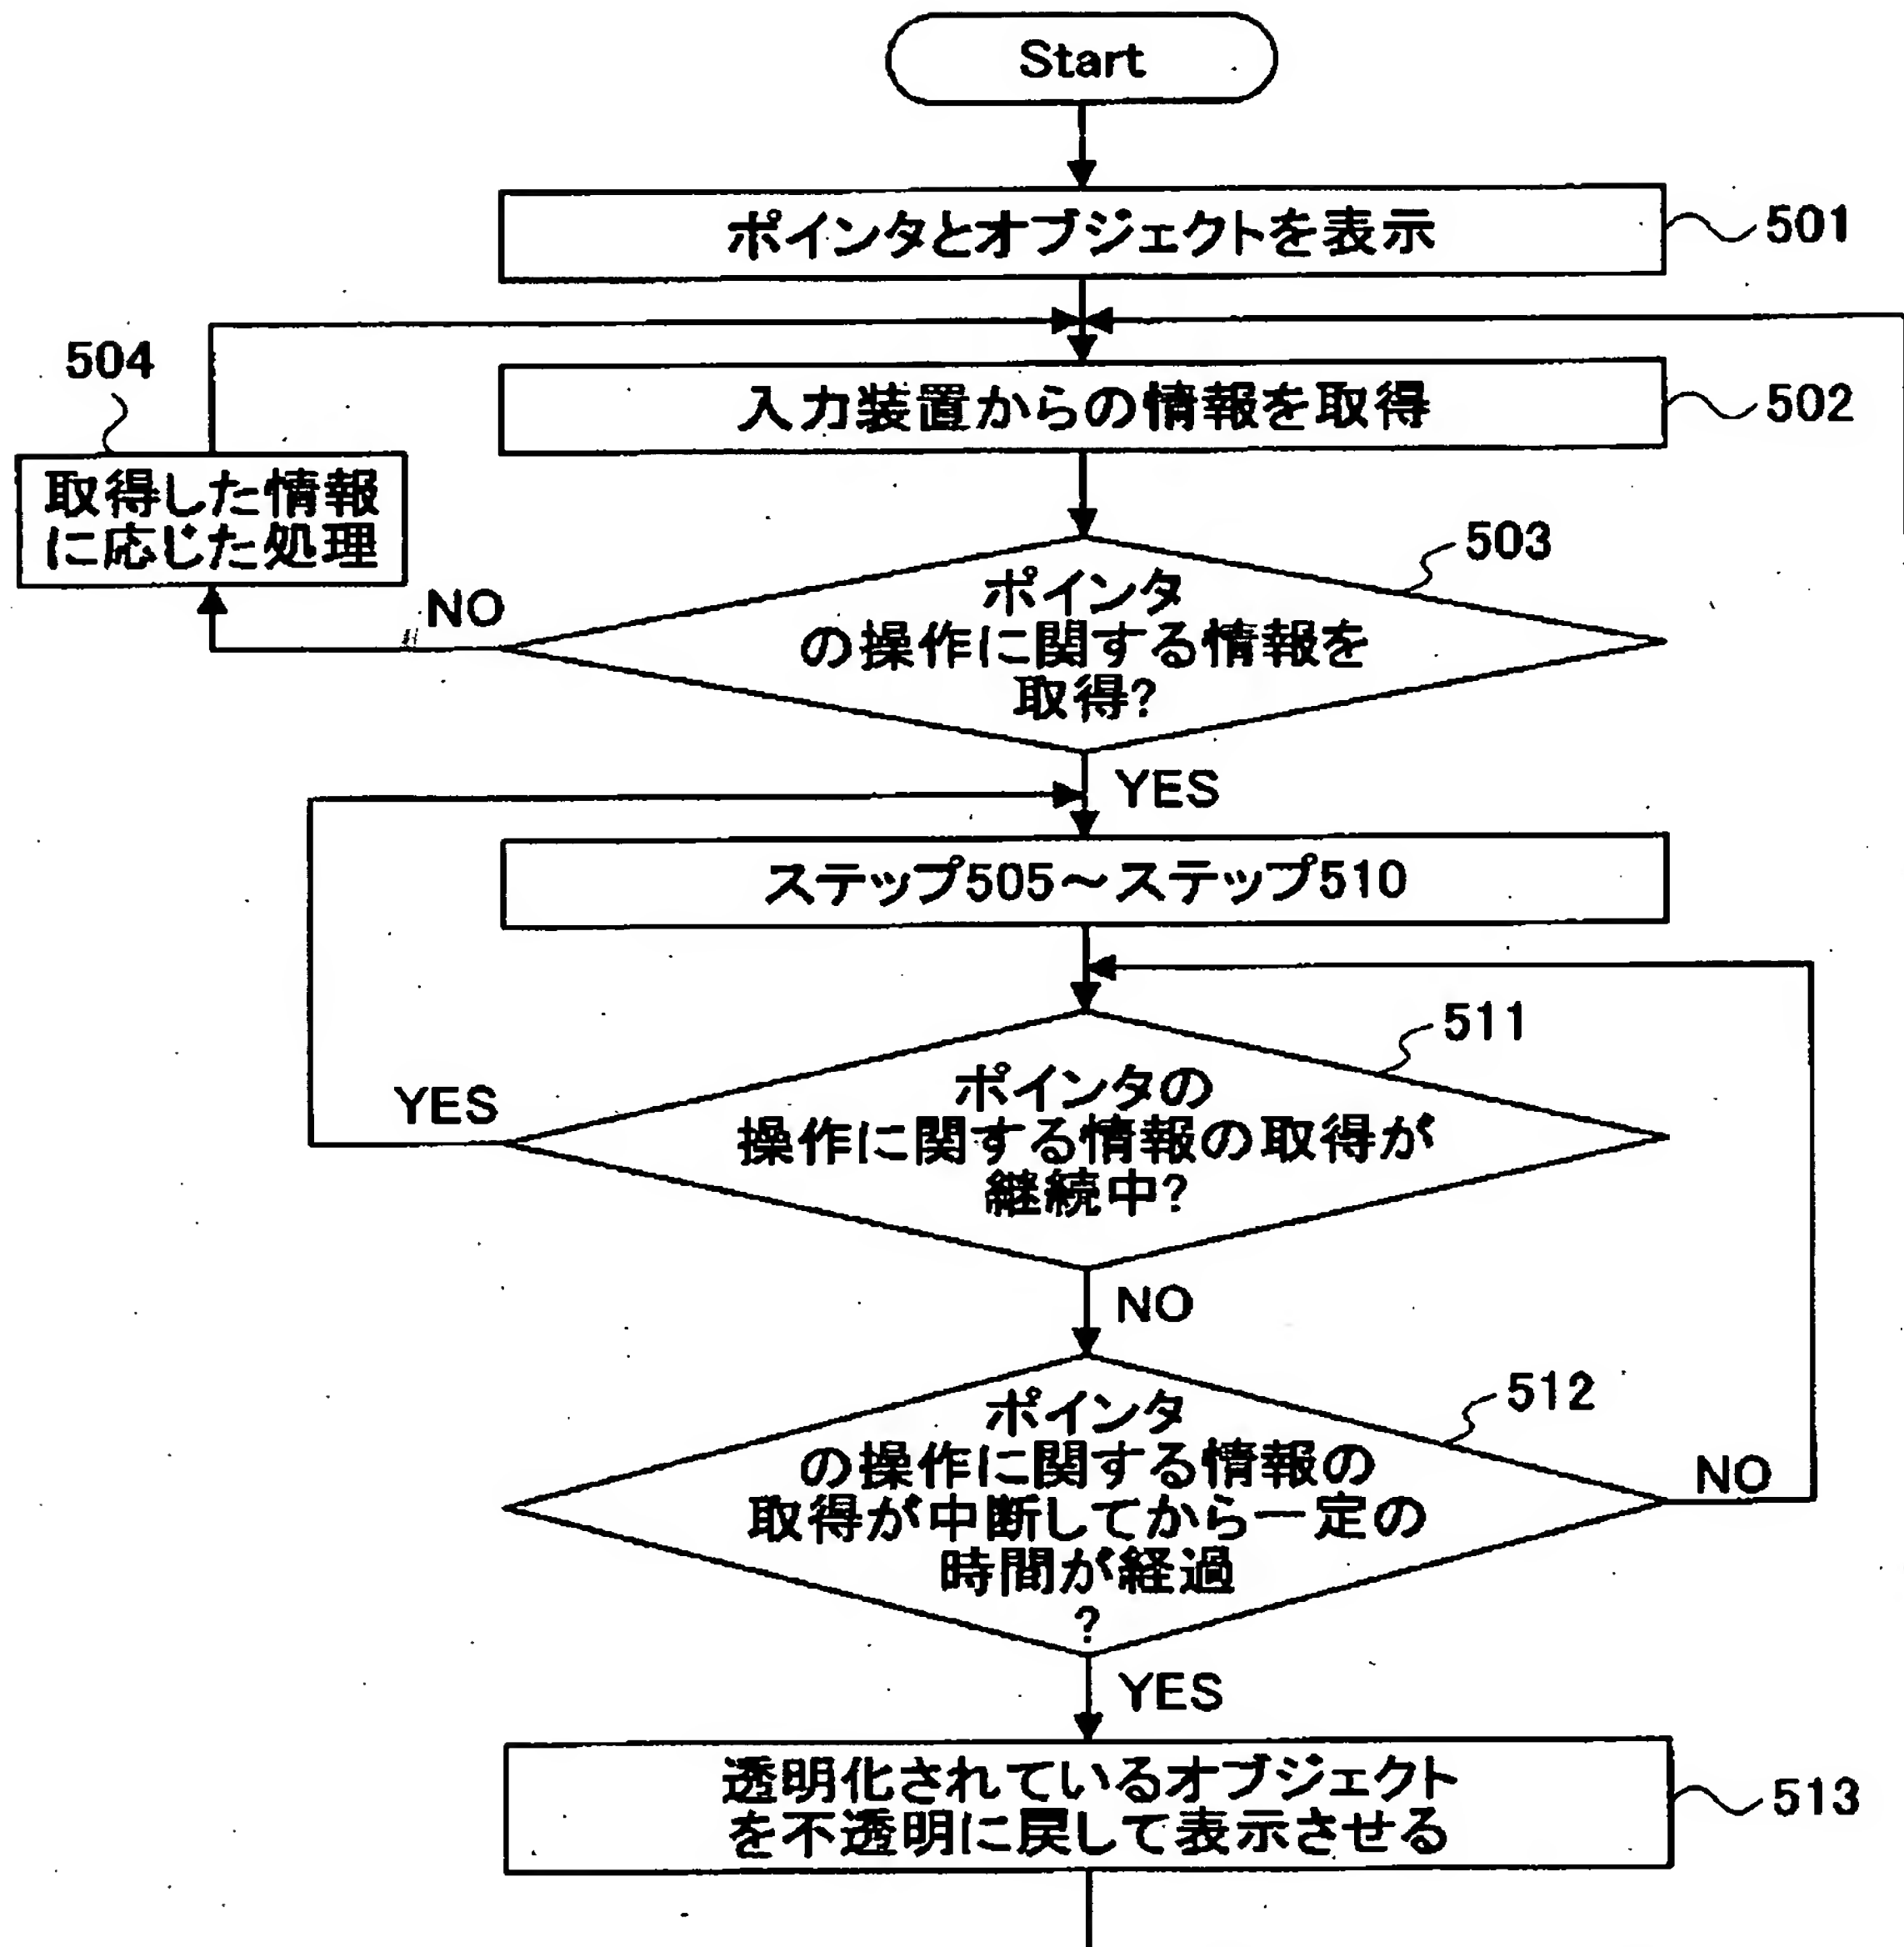 Start
ポインタとオブジェクトを表示
501
504
入力装置からの情報を取得
502
取得した情報
に応じた処理
503
NO
ポインタ
の操作に関する情報を
取得?
YES
ステップ505～ステップ510
511
YES
ポインタの
操作に関する情報の取得が
継続中?
NO
512
ポインタ
の操作に関する情報の
取得が中断してから一定の
時間が経過
?
NO
YES
透明化されているオブジェクト
を不透明に戻して表示させる
513